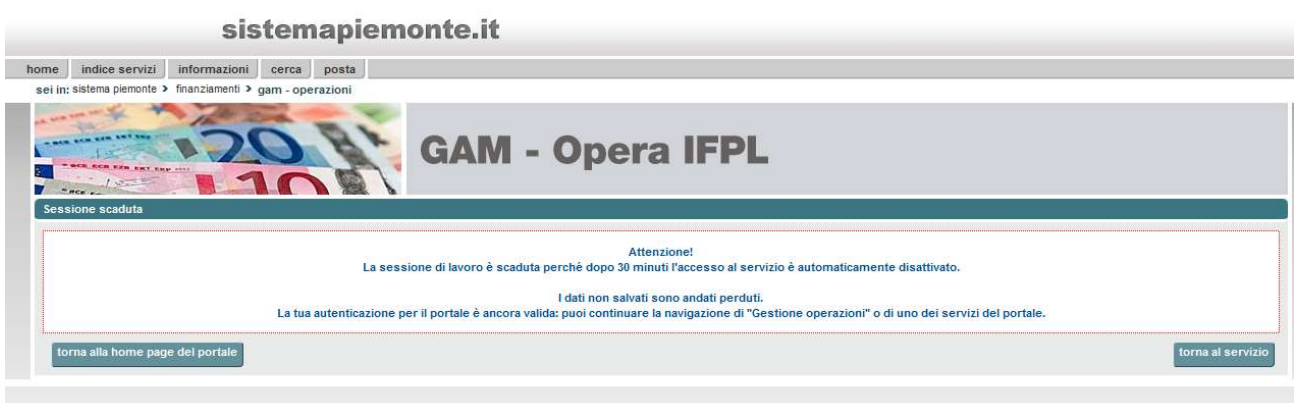 sistemapiemonte.it
home indice servizi informazioni cerca posta
sei in: sistema piemonte > finanziamenti > gam - operazioni
20
10
GAM - Opera IFPL
Sessione scaduta
Attenzione!
La sessione di lavoro è scaduta perché dopo 30 minuti l'accesso al servizio è automaticamente disattivato.
I dati non salvati sono andati perduti.
La tua autenticazione per il portale è ancora valida: puoi continuare la navigazione di "Gestione operazioni" o di uno dei servizi del portale.
torna alla home page del portale torna al servizio